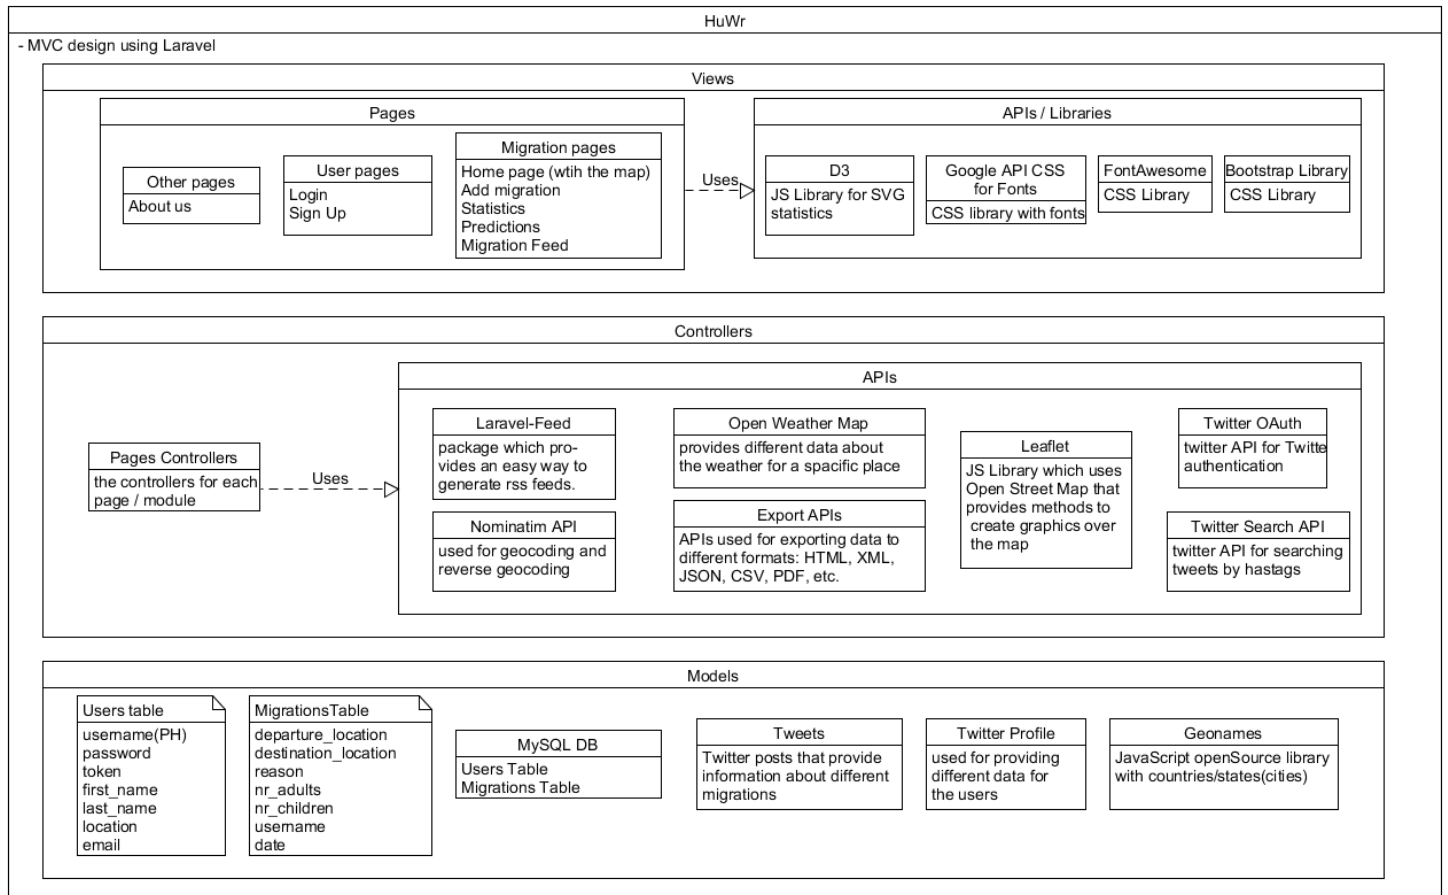 HuWr
- MVC design using Laravel
Views
Pages
Other pages
About us
User pages
Login
Sign Up
Migration pages
Home page (wtih the map)
Add migration
Statistics
Predictions
Migration Feed
Uses
APIs / Libraries
D3
JS Library for SVG
statistics
Google API CSS
for Fonts
CSS library with fonts
FontAwesome
CSS Library
Bootstrap Library
CSS Library
Controllers
Pages Controllers
the controllers for each
page / module
Uses
APIs
Laravel-Feed
package which pro-
vides an easy way to
generate rss feeds.
Nominatim API
used for geocoding and
reverse geocoding
Open Weather Map
provides different data about
the weather for a spacific place
Export APIs
APIs used for exporting data to
different formats: HTML, XML,
JSON, CSV, PDF, etc.
Leaflet
JS Library which uses
Open Street Map that
provides methods to
create graphics over
the map
Twitter OAuth
twitter API for Twitte
authentication
Twitter Search API
twitter API for searching
tweets by hastags
Models
Users table
username(PH)
password
token
first_name
last_name
location
email
MigrationsTable
departure_location
destination_location
reason
nr_adults
nr_children
username
date
MySQL DB
Users Table
Migrations Table
Tweets
Twitter posts that provide
information about different
migrations
Twitter Profile
used for providing
different data for
the users
Geonames
JavaScript openSource library
with countries/states(cities)